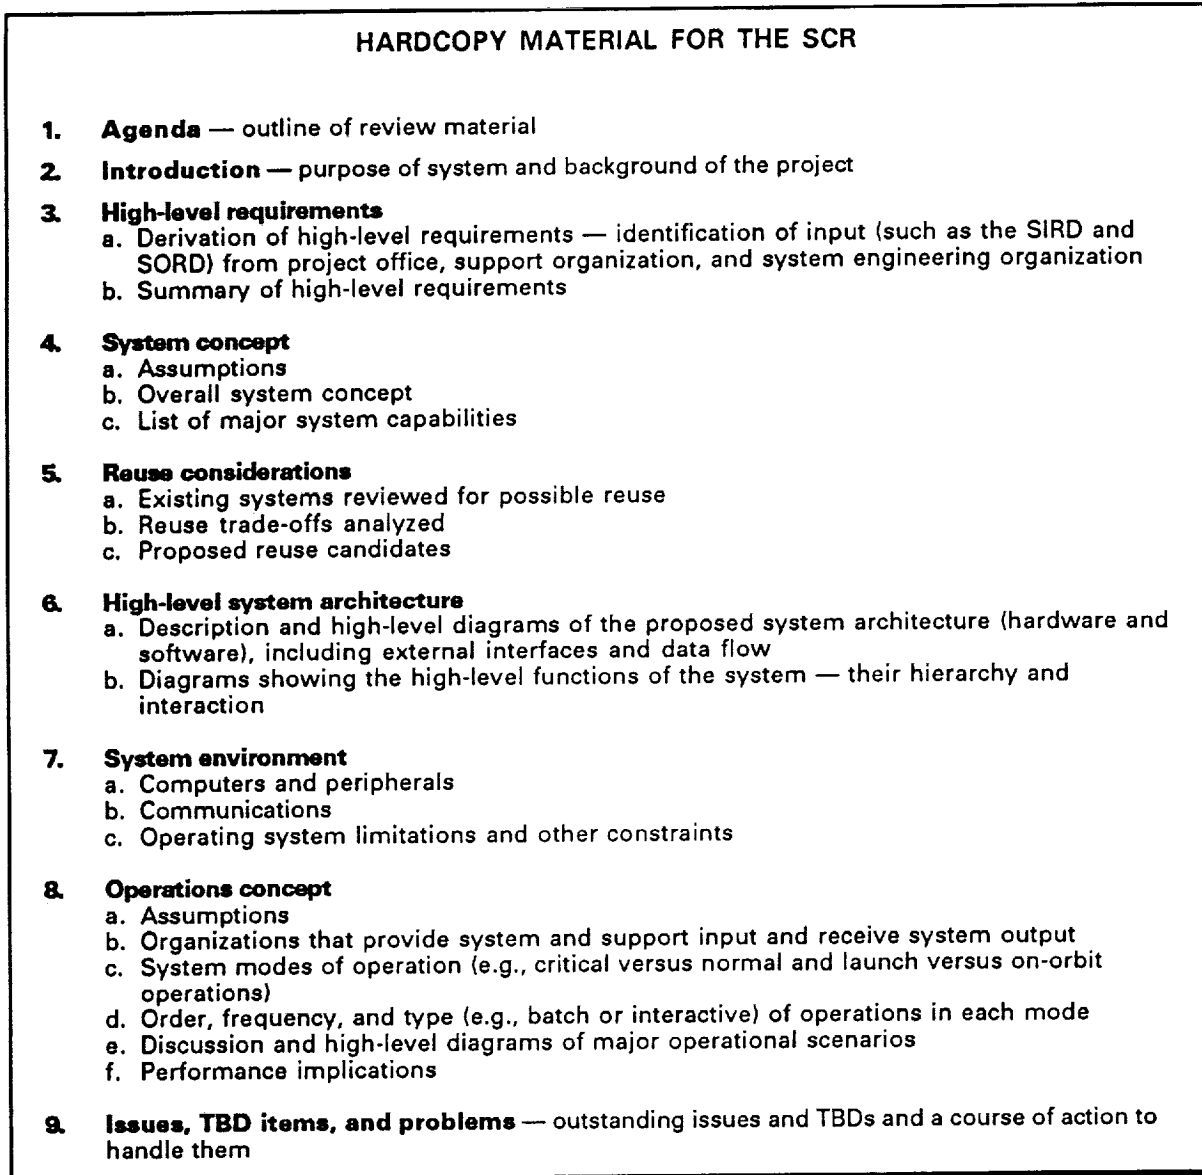 HARDCOPY MATERIAL FOR THE SCR
1. Agenda — outline of review material
2. Introduction — purpose of system and background of the project
3. High-level requirements
a. Derivation of high-level requirements — identification of input (such as the SIRD and
SORD) from project office, support organization, and system engineering organization
b. Summary of high-level requirements
4. System concept
a. Assumptions
b. Overall system concept
c. List of major system capabilities
5. Reuse considerations
a. Existing systems reviewed for possible reuse
b. Reuse trade-offs analyzed
c. Proposed reuse candidates
6. High-level system architecture
a. Description and high-level diagrams of the proposed system architecture (hardware and
software), including external interfaces and data flow
b. Diagrams showing the high-level functions of the system — their hierarchy and
interaction
7. System environment
a. Computers and peripherals
b. Communications
c. Operating system limitations and other constraints
8. Operations concept
a. Assumptions
b. Organizations that provide system and support input and receive system output
c. System modes of operation (e.g., critical versus normal and launch versus on-orbit
operations)
d. Order, frequency, and type (e.g., batch or interactive) of operations in each mode
e. Discussion and high-level diagrams of major operational scenarios
f. Performance implications
9. Issues, TBD items, and problems — outstanding issues and TBDs and a course of action to
handle them